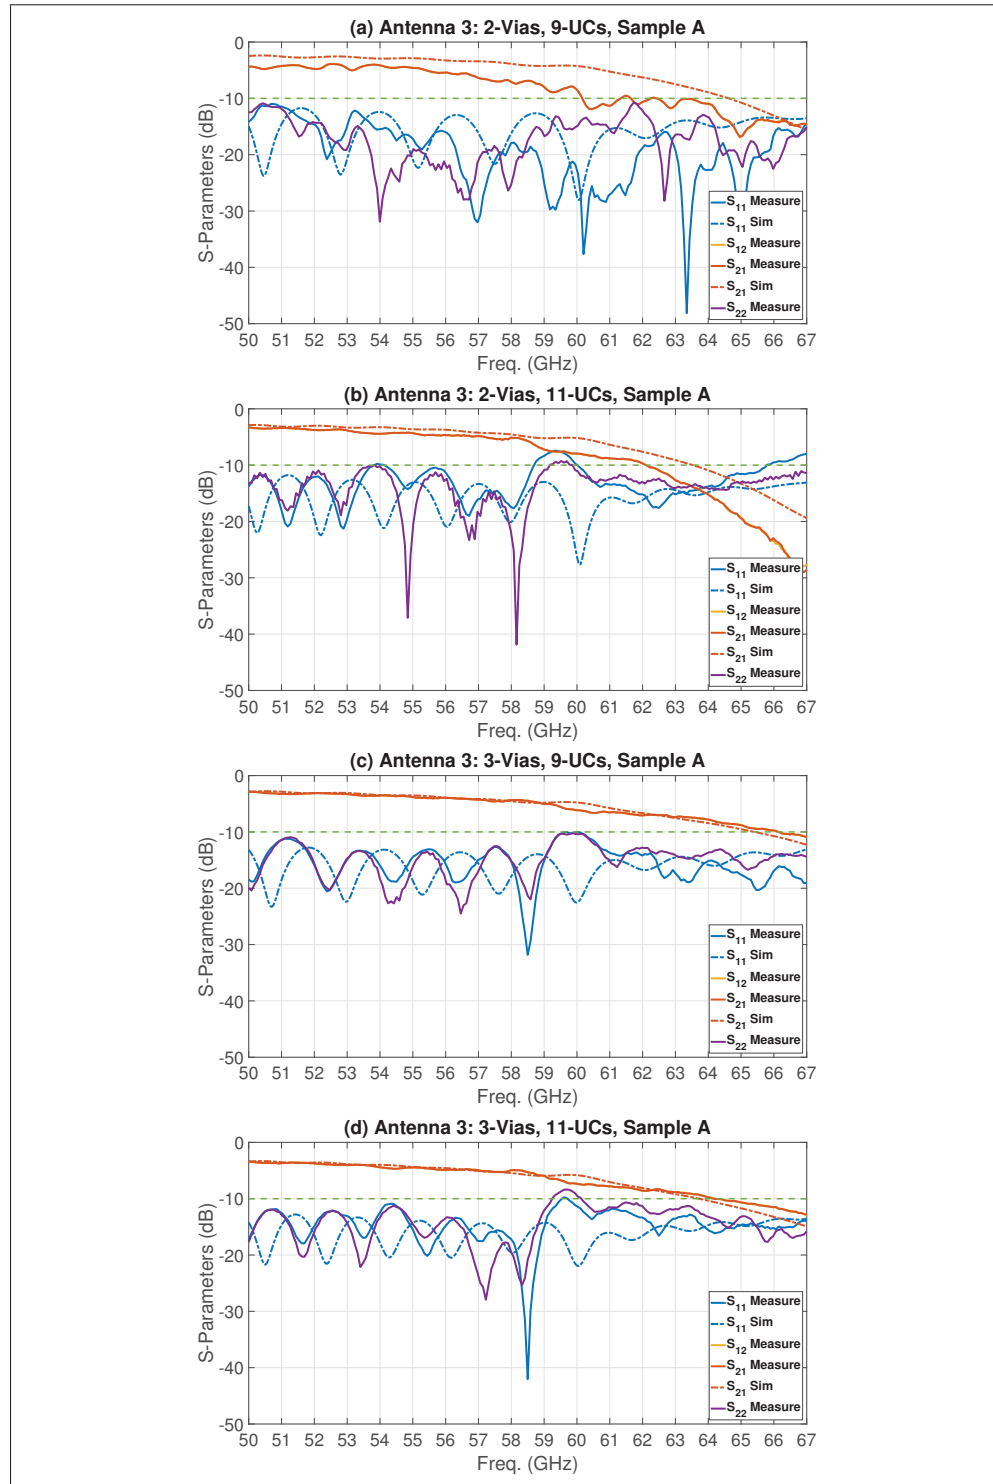 (a) Antenna 3: 2-Vias, 9-UCs, Sample A
0
-10
-20
-30
-40
-50
S-Parameters (dB)
S11 Measure
S11 Sim
S12 Measure
S21 Measure
S21 Sim
S22 Measure
50 51 52 53 54 55 56 57 58 59 60 61 62 63 64 65 66 67
Freq. (GHz)
(b) Antenna 3: 2-Vias, 11-UCs, Sample A
0
-10
-20
-30
-40
-50
S-Parameters (dB)
S11 Measure
S11 Sim
S12 Measure
S21 Measure
S21 Sim
S22 Measure
50 51 52 53 54 55 56 57 58 59 60 61 62 63 64 65 66 67
Freq. (GHz)
(c) Antenna 3: 3-Vias, 9-UCs, Sample A
0
-10
-20
-30
-40
-50
S-Parameters (dB)
S11 Measure
S11 Sim
S12 Measure
S21 Measure
S21 Sim
S22 Measure
50 51 52 53 54 55 56 57 58 59 60 61 62 63 64 65 66 67
Freq. (GHz)
(d) Antenna 3: 3-Vias, 11-UCs, Sample A
0
-10
-20
-30
-40
-50
S-Parameters (dB)
S11 Measure
S11 Sim
S12 Measure
S21 Measure
S21 Sim
S22 Measure
50 51 52 53 54 55 56 57 58 59 60 61 62 63 64 65 66 67
Freq. (GHz)